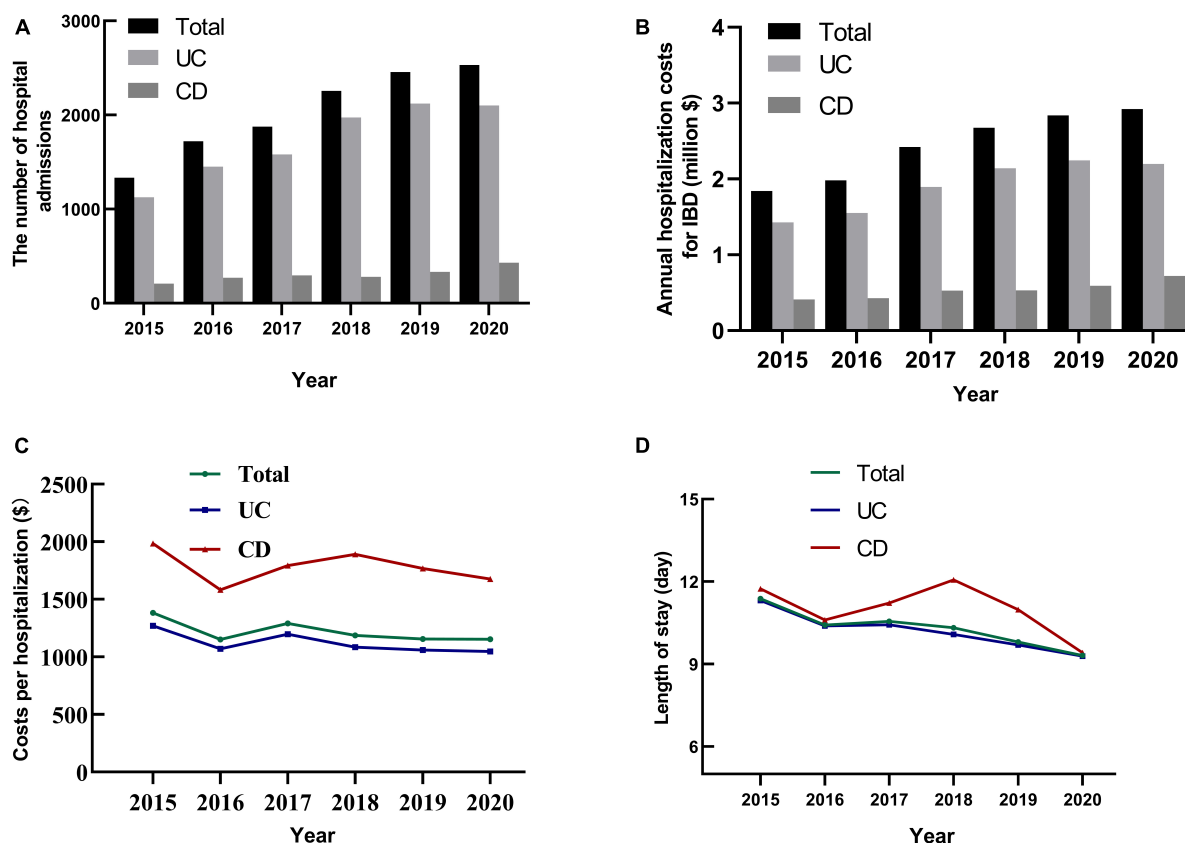 A
Total
UC
CD
The number of hospital
admissions
3000
2000
1000
0
2015 2016 2017 2018 2019 2020
Year
B
Total
UC
CD
Annual hospitalization costs
for IBD (million $)
4
3
2
1
0
2015 2016 2017 2018 2019 2020
Year
C
Total
UC
CD
Costs per hospitalization ($)
2500
2000
1500
1000
500
0
2015 2016 2017 2018 2019 2020
Year
D
Total
UC
CD
Length of stay (day)
15
12
9
6
2015 2016 2017 2018 2019 2020
Year